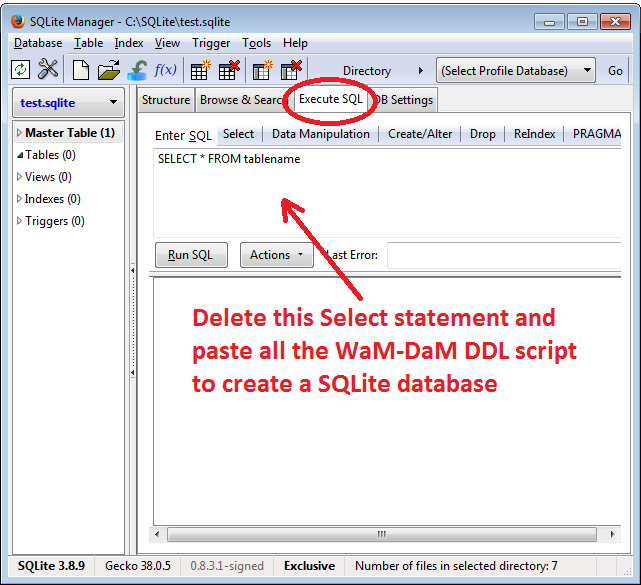 SQLite Manager - C:\SQLite\test.sqlite
Database Table Index View Trigger Tools Help
f(x) Directory (Select Profile Database) Go
test.sqlite
Structure Browse & Search Execute SQL DB Settings
Master Table (1)
Tables (0)
Views (0)
Indexes (0)
Triggers (0)
Enter SQL Select Data Manipulation Create/Alter Drop ReIndex PRAGMA
SELECT * FROM tablename
Run SQL Actions Last Error:
Delete this Select statement and
paste all the WaM-DaM DDL script
to create a SQLite database
SQLite 3.8.9 Gecko 38.0.5 0.8.3.1-signed Exclusive Number of files in selected directory: 7